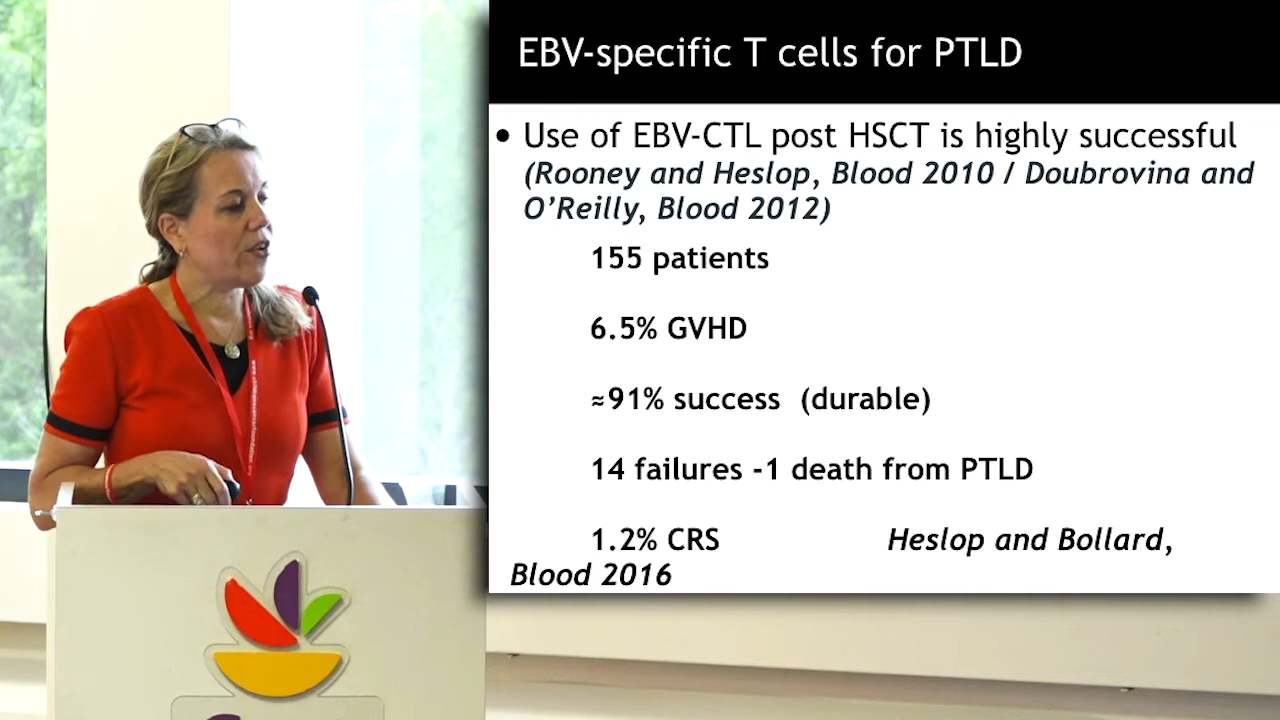 EBV-specific T cells for PTLD
• Use of EBV-CTL post HSCT is highly successful
(Rooney and Heslop, Blood 2010 / Doubrovina and
O’Reilly, Blood 2012)
155 patients
6.5% GVHD
≈91% success (durable)
14 failures -1 death from PTLD
1.2% CRS Heslop and Bollard,
Blood 2016